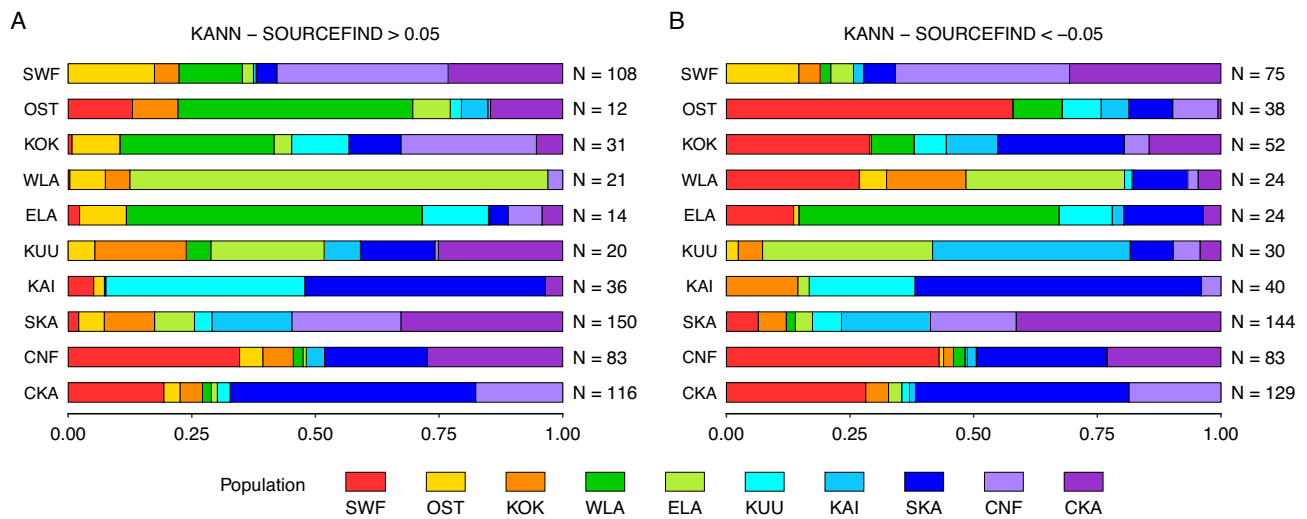 A
KANN − SOURCEFIND > 0.05
SWF N = 108
OST N = 12
KOK N = 31
WLA N = 21
ELA N = 14
KUU N = 20
KAI N = 36
SKA N = 150
CNF N = 83
CKA N = 116
0.00 0.25 0.50 0.75 1.00
B
KANN − SOURCEFIND < −0.05
SWF N = 75
OST N = 38
KOK N = 52
WLA N = 24
ELA N = 24
KUU N = 30
KAI N = 40
SKA N = 144
CNF N = 83
CKA N = 129
0.00 0.25 0.50 0.75 1.00
Population
SWF OST KOK WLA ELA KUU KAI SKA CNF CKA